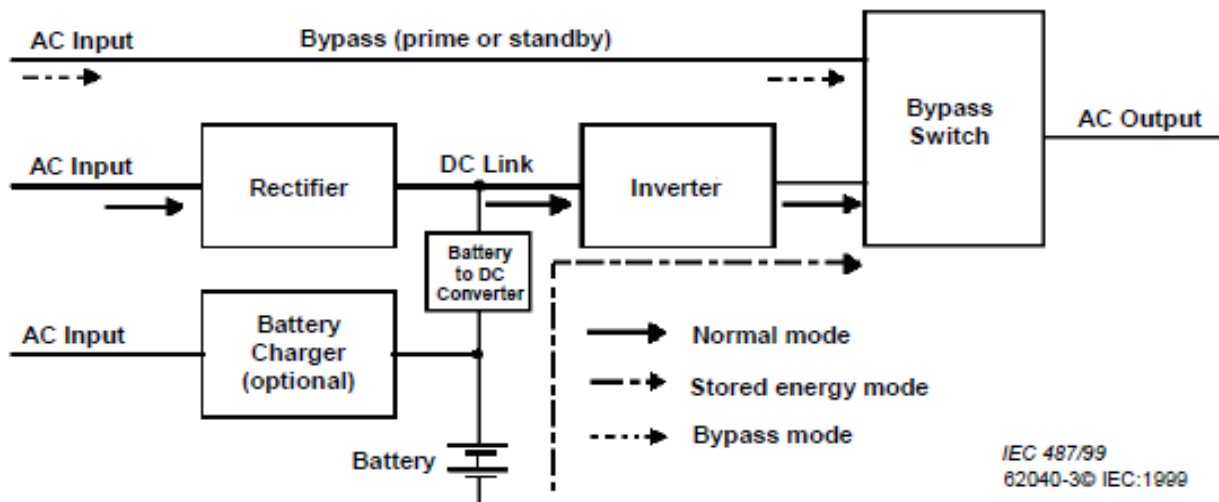 AC Input
Bypass (prime or standby)
Bypass
Switch
AC Output
AC Input
Rectifier
DC Link
Inverter
Battery
to DC
Converter
AC Input
Battery
Charger
(optional)
Normal mode
Stored energy mode
Bypass mode
Battery
IEC 487/99
62040-3© IEC:1999